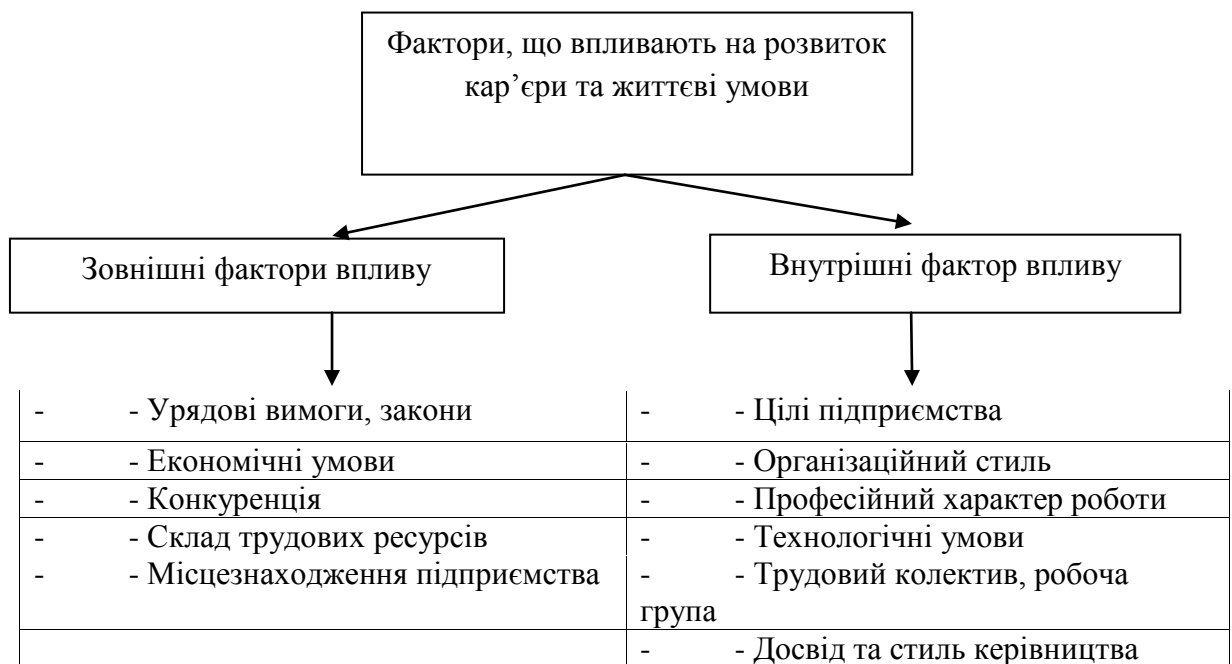 Фактори, що впливають на розвиток
кар’єри та життєві умови
Зовнішні фактори впливу
Внутрішні фактор впливу
- - Урядові вимоги, закони
- - Цілі підприємства
- - Економічні умови
- - Організаційний стиль
- - Конкуренція
- - Професійний характер роботи
- - Склад трудових ресурсів
- - Технологічні умови
- - Місцезнаходження підприємства
- - Трудовий колектив, робоча
група
- - Досвід та стиль керівництва